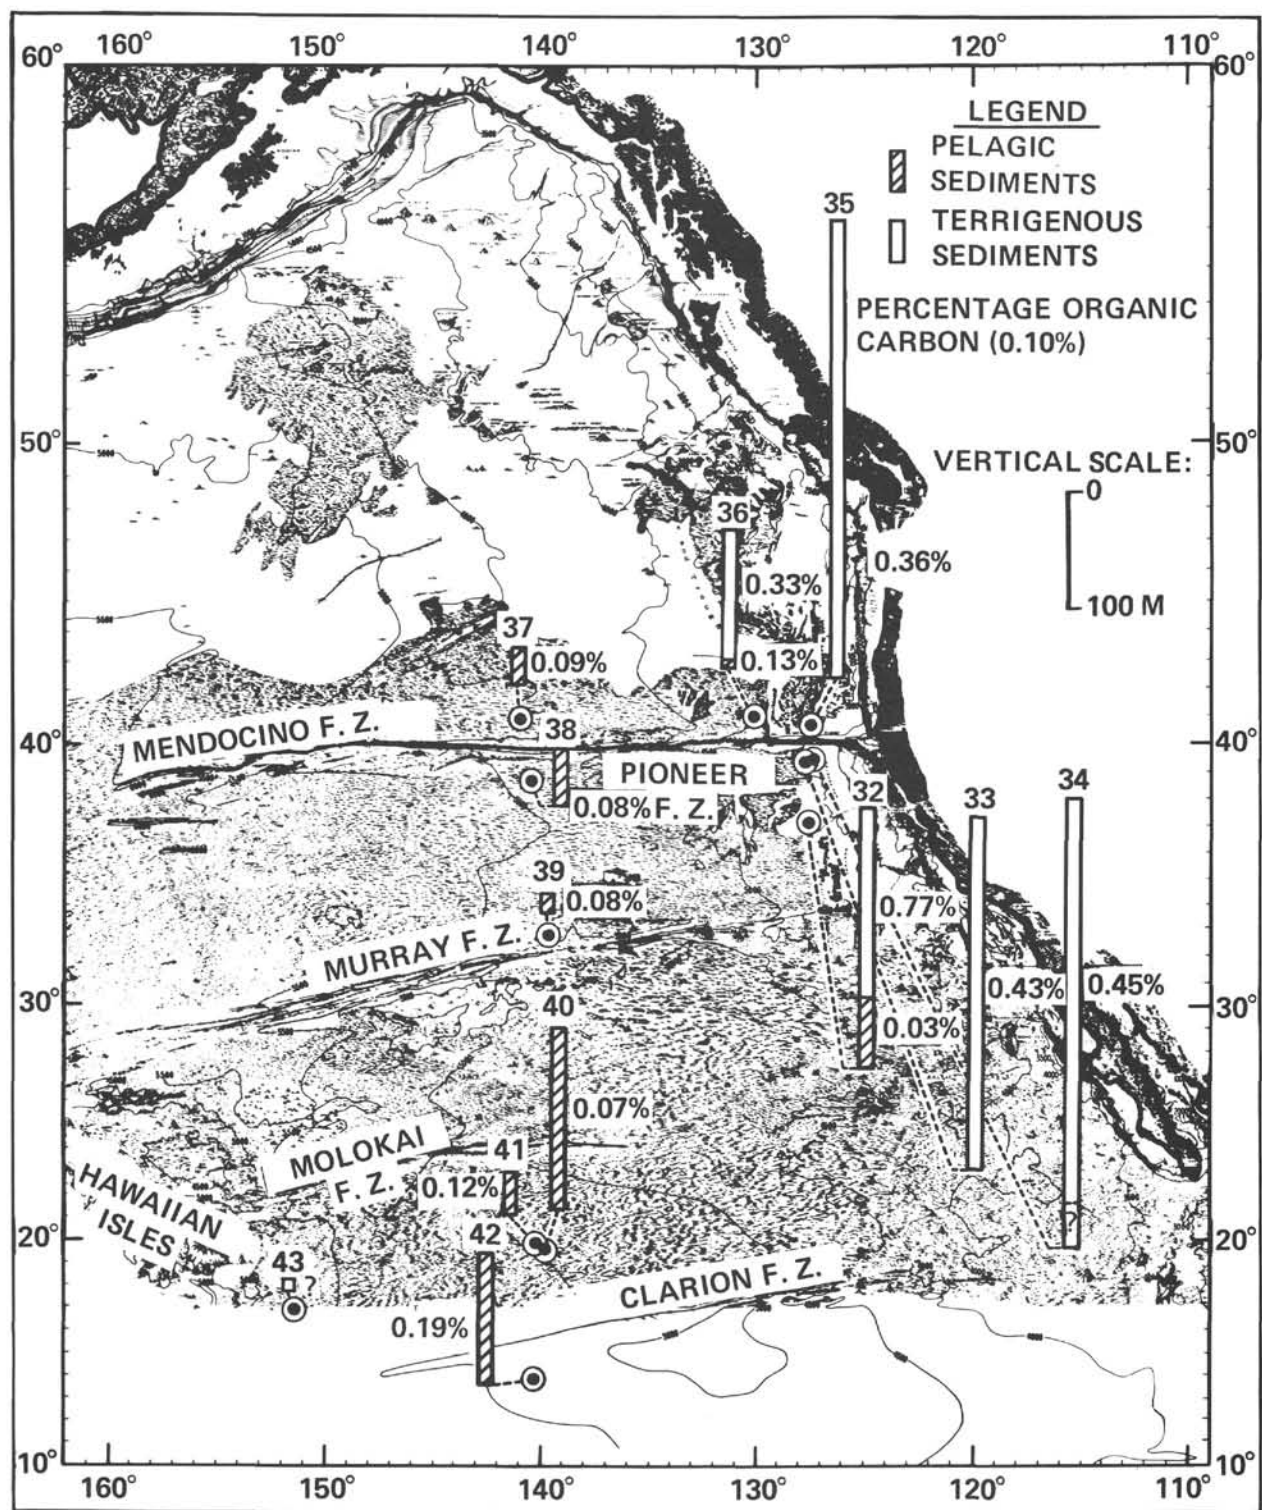 160° 150° 140° 130° 120° 110°
60° 60°
LEGEND
PELAGIC
SEDIMENTS
TERRIGENOUS
SEDIMENTS
35
PERCENTAGE ORGANIC
CARBON (0.10%)
50° 50°
VERTICAL SCALE:
0
100 M
36
0.36%
0.33%
37
0.09%
0.13%
MENDOCINO F. Z.
38
40° 40°
PIONEER
F. Z.
0.08%
32
33
34
39
0.08%
0.77%
MURRAY F. Z.
0.43%
0.45%
30° 30°
40
0.03%
0.07%
MOLOKAI
F. Z.
41
0.12%
HAWAIIAN
ISLES
42
?
20° 20°
43
?
CLARION F. Z.
0.19%
10° 10°
160° 150° 140° 130° 120° 110°